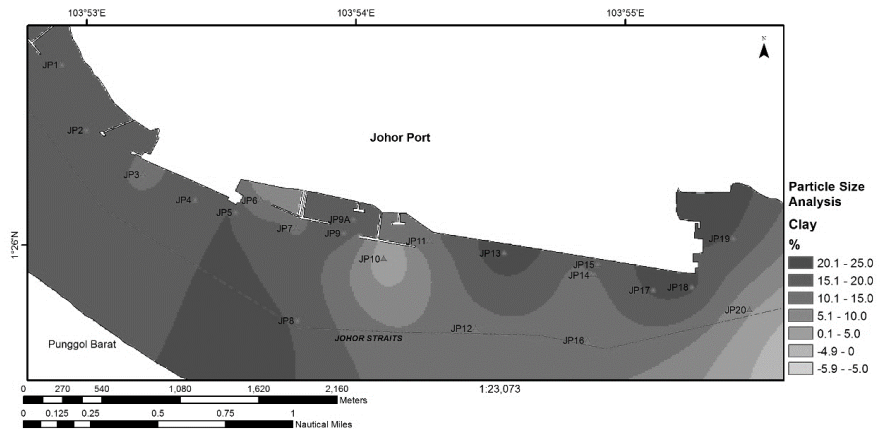 103°53'E 103°54'E 103°55'E
N
JP1
JP2
Johor Port
JP3
JP4
JP5
JP6
JP7
JP9A
JP9
JP11
JP10
JP13
JP15
JP14
JP17
JP18
JP19
1°26'N
JP20
JP8
JP12
JP16
JOHOR STRAITS
Punggol Barat
Particle Size
Analysis
Clay
%
20.1 - 25.0
15.1 - 20.0
10.1 - 15.0
5.1 - 10.0
0.1 - 5.0
-4.9 - 0
-5.9 - -5.0
0 270 540 1,080 1,620 2,160
Meters
1:23,073
0 0.125 0.25 0.5 0.75 1
Nautical Miles